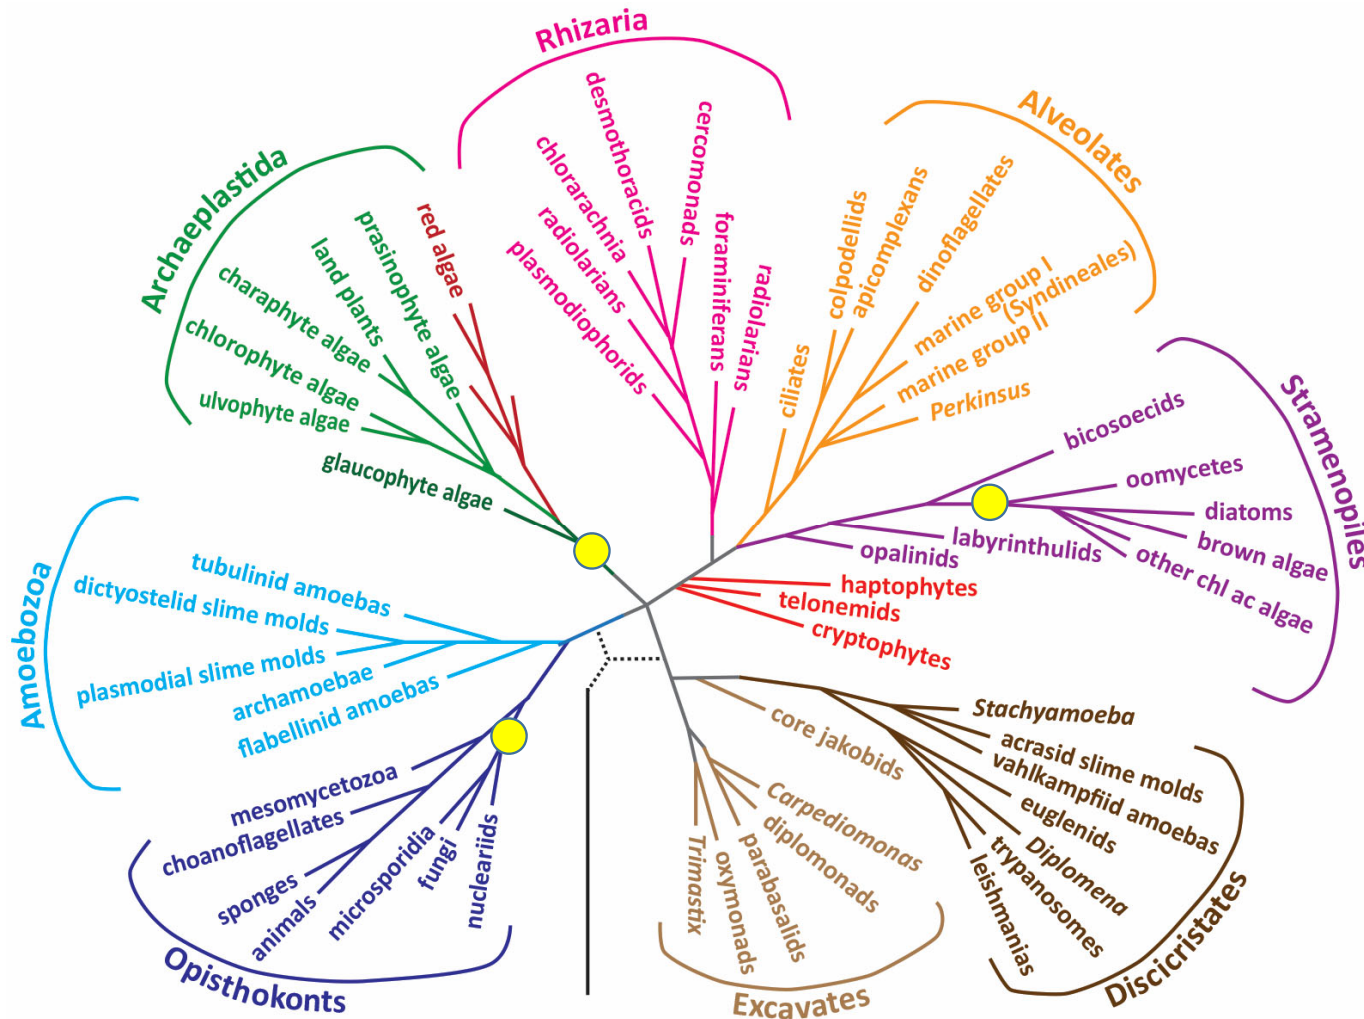 Rhizaria
desmothoracids
cercomonads
chlorarachnia
radiolarians
plasmodiophorids
foraminiferans
radiolarians
Alveolates
colpodellids
apicomplexans
dinoflagellates
marine group I
(Syndineales)
marine group II
Perkinsus
ciliates
Archaeplastida
red algae
prasinophyte algae
land plants
charaphyte algae
chlorophyte algae
ulvophyte algae
glaucophyte algae
Stramenopiles
bicosoecids
oomycetes
diatoms
brown algae
other chl ac algae
labyrinthulids
opalinids
haptophytes
telonemids
cryptophytes
Amoebozoa
tubulinid amoebas
dictyostelid slime molds
plasmodial slime molds
archamoebae
flabellinid amoebas
Opisthokonts
mesomycetozoa
choanoflagellates
sponges
animals
microsporidia
fungi
nucleariids
Excavates
core jakobids
Carpediomonas
diplomonads
parabasalids
oxymonads
Trimastix
Discicristates
Stachyamoeba
acrasid slime molds
vahlkampfiid amoebas
euglenids
Diplomena
trypanosomes
leishmanias